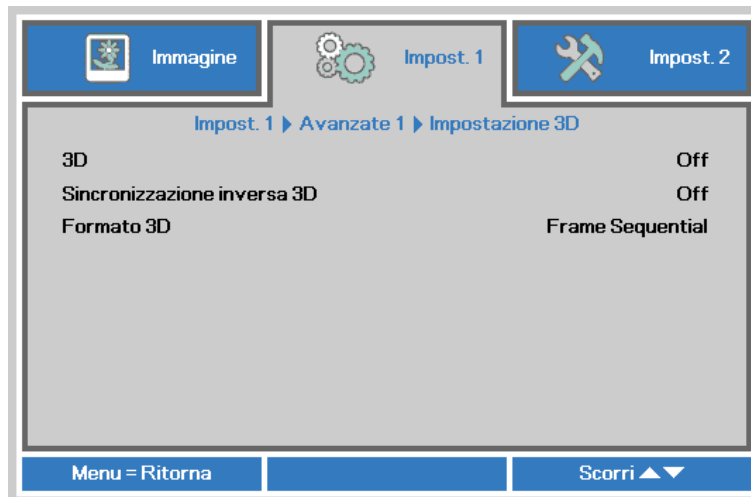 Immagine
Impost. 1
Impost. 2
Impost. 1 Avanzate 1 Impostazione 3D
3D Off
Sincronizzazione inversa 3D Off
Formato 3D Frame Sequential
Menu = Ritorna
Scorri